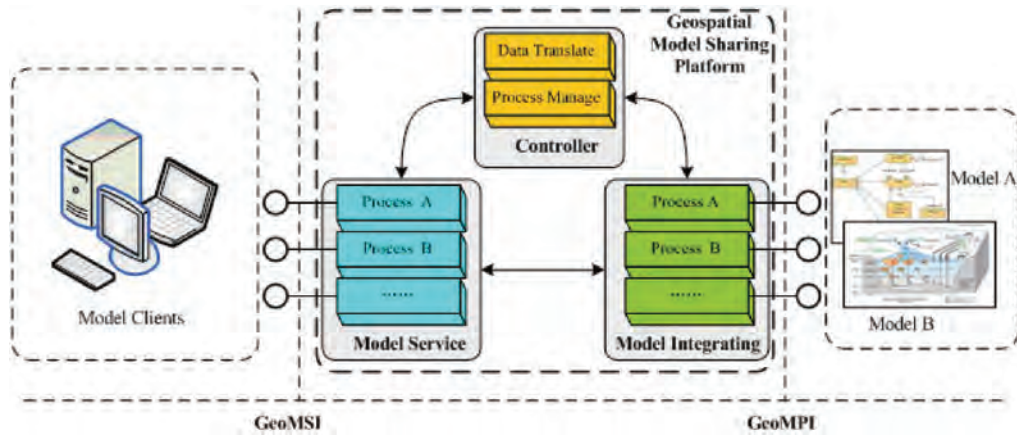 Geospatial
Model Sharing
Platform
Data Translate
Process Manage
Controller
Model Clients
Process A
Process B
......
Model Service
Process A
Process B
......
Model Integrating
Model A
Model B
GeoMSI
GeoMPI